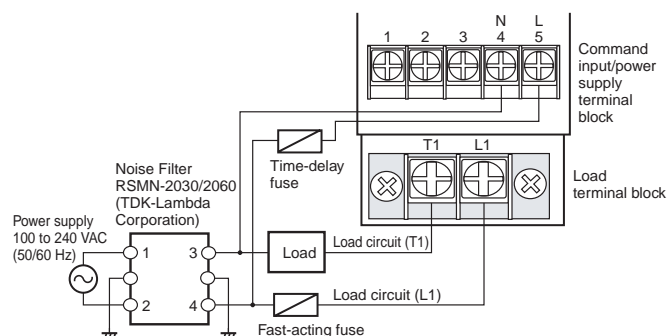 N L
1 2 3 4 5
Command
input/power
supply
terminal
block
T1 L1
Time-delay
fuse
Load
terminal block
Noise Filter
RSMN-2030/2060
(TDK-Lambda
Corporation)
Power supply
100 to 240 VAC
(50/60 Hz)
1 3
Load
Load circuit (T1)
2 4
Load circuit (L1)
Fast-acting fuse